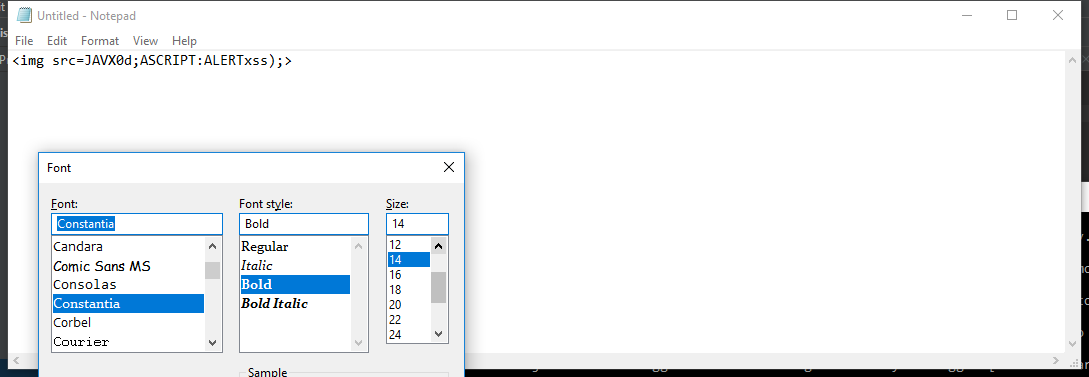 Untitled - Notepad
File Edit Format View Help
<img src=JAVX0d;ASCRIPT:ALERTxss);>
Font
Font: Font style: Size:
Constantia Bold 14
Candara Regular 12
Comic Sans MS Italic 14
Consolas Bold 16
Constantia Bold Italic 18
Corbel 20
Courier 22
24
Sample